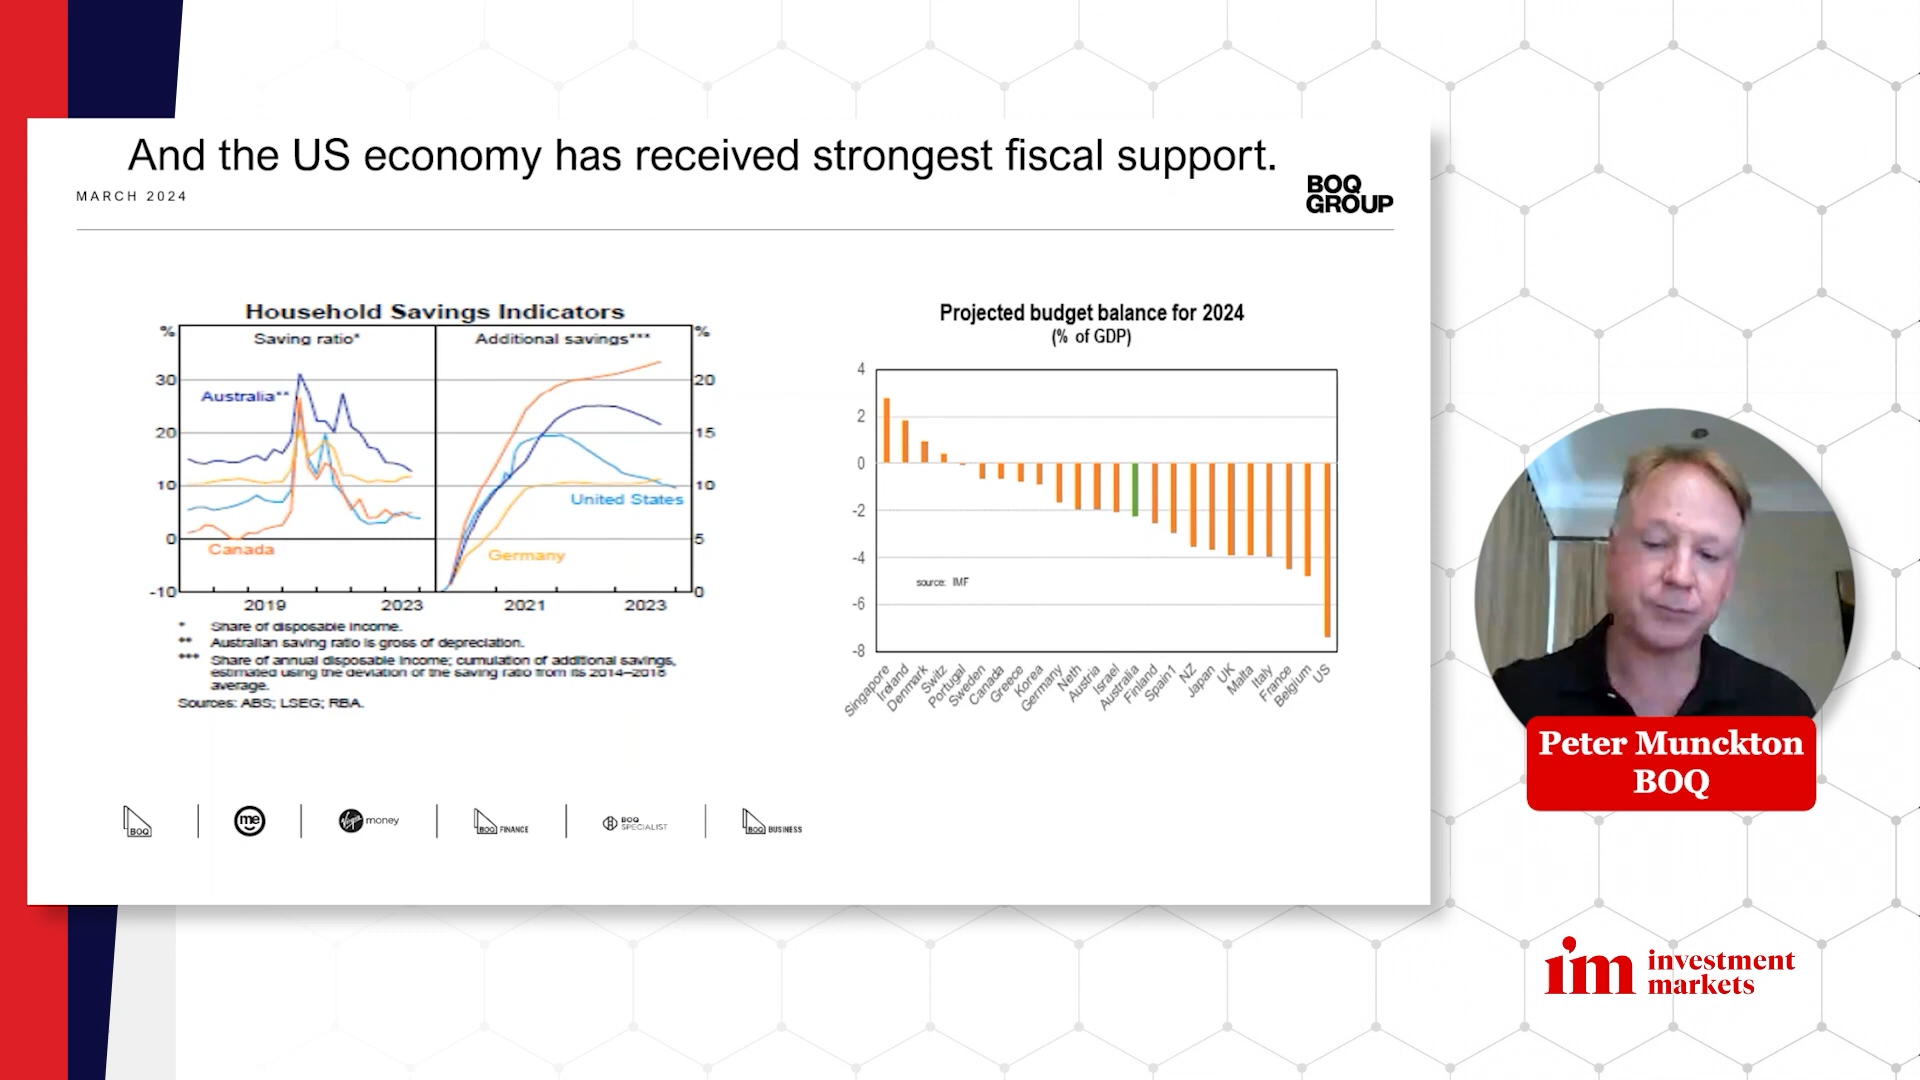 And the US economy has received strongest fiscal support.
MARCH 2024
BOQ
GROUP
Household Savings Indicators
% Saving ratio* Additional savings*** %
30 20
Australia**
20 15
10 10
United States
0 5
Canada Germany
-10 0
2019 2023 2021 2023
* Share of disposable income.
** Australian saving ratio is gross of depreciation.
*** Share of annual disposable income; cumulation of additional savings,
estimated using the deviation of the saving ratio from its 2014–2018
average.
Sources: ABS; LSEG; RBA.
Projected budget balance for 2024
(% of GDP)
4
2
0
-2
-4
source: IMF
-6
-8
Singapore Ireland Denmark Switz Portugal Sweden Canada Greece Korea Germany Neth Austria Israel Australia Finland Spain1 NZ Japan UK Malta Italy France Belgium US
BOQ
me
Virgin money
BOQ FINANCE
BOQ SPECIALIST
BOQ BUSINESS
Peter Munckton
BOQ
im investment
markets